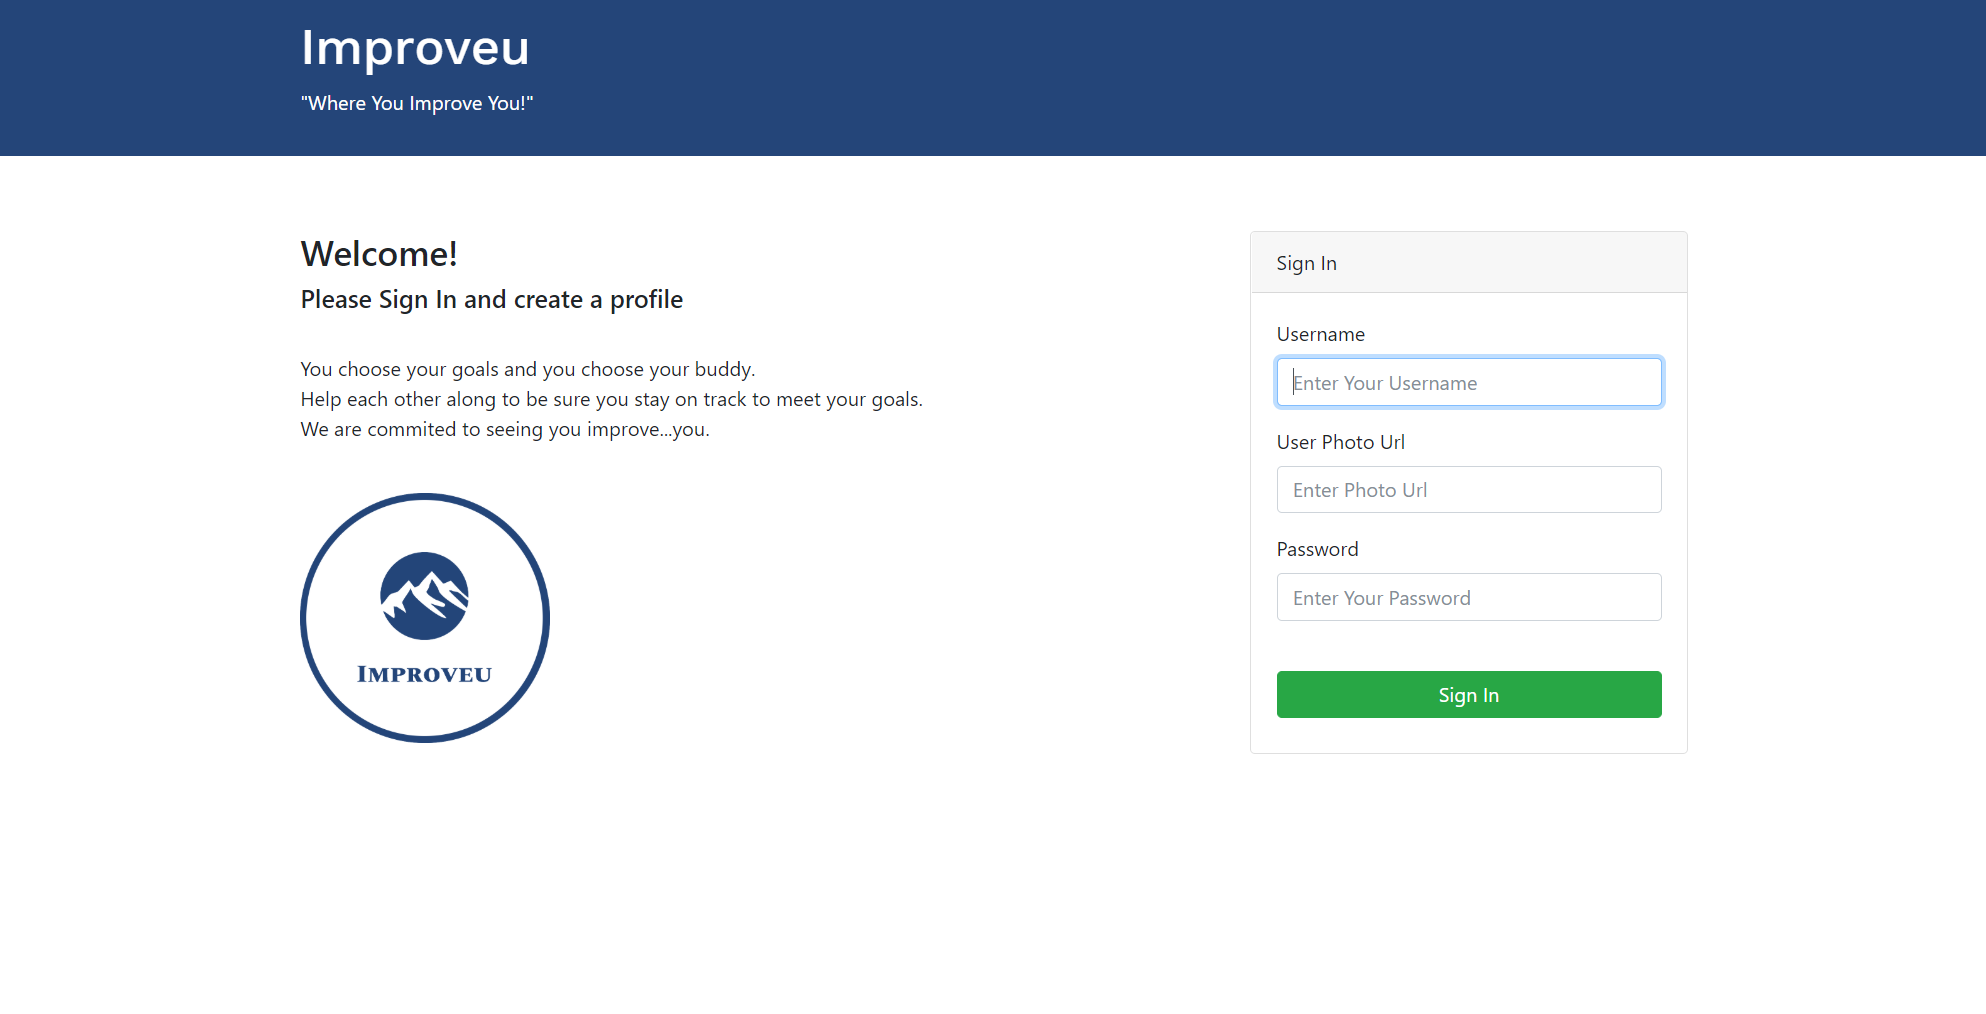 Improveu
"Where You Improve You!"
Welcome!
Please Sign In and create a profile
You choose your goals and you choose your buddy.
Help each other along to be sure you stay on track to meet your goals.
We are commited to seeing you improve...you.
IMPROVEU
Sign In
Username
Enter Your Username
User Photo Url
Enter Photo Url
Password
Enter Your Password
Sign In